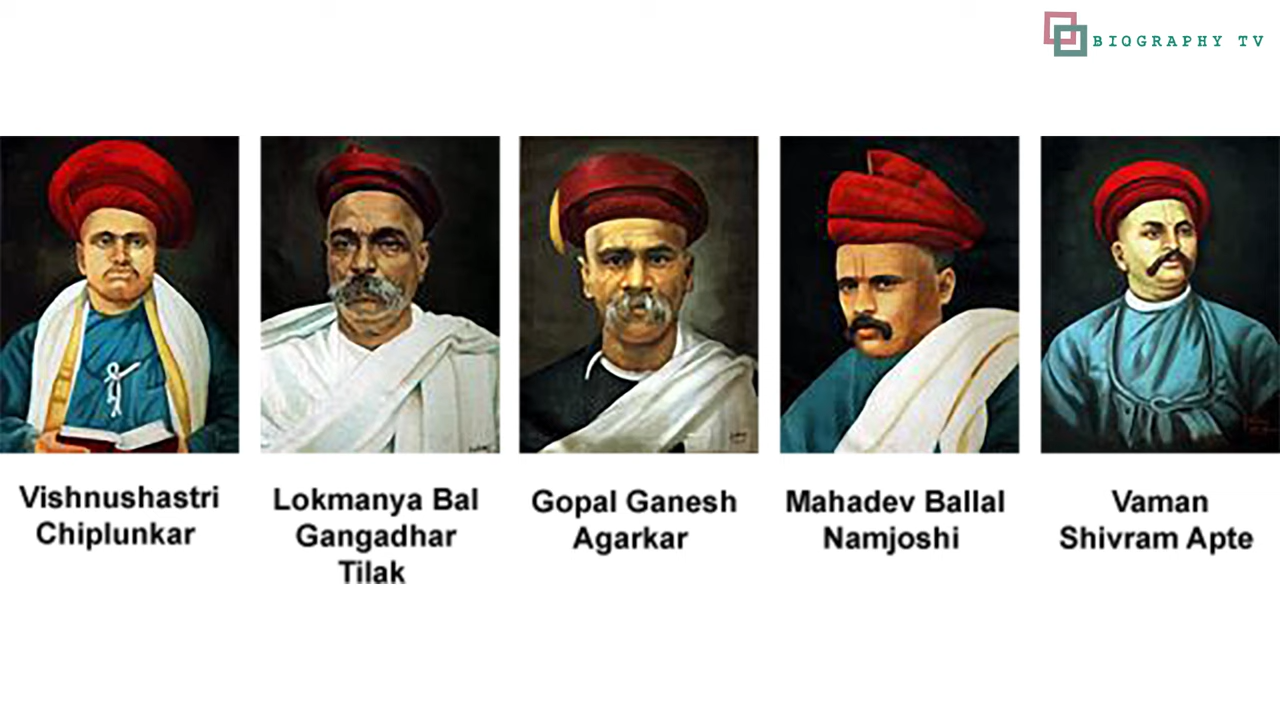 BIOGRAPHY TV
Vishnushastri
Chiplunkar
Lokmanya Bal
Gangadhar
Tilak
Gopal Ganesh
Agarkar
Mahadev Ballal
Namjoshi
Vaman
Shivram Apte